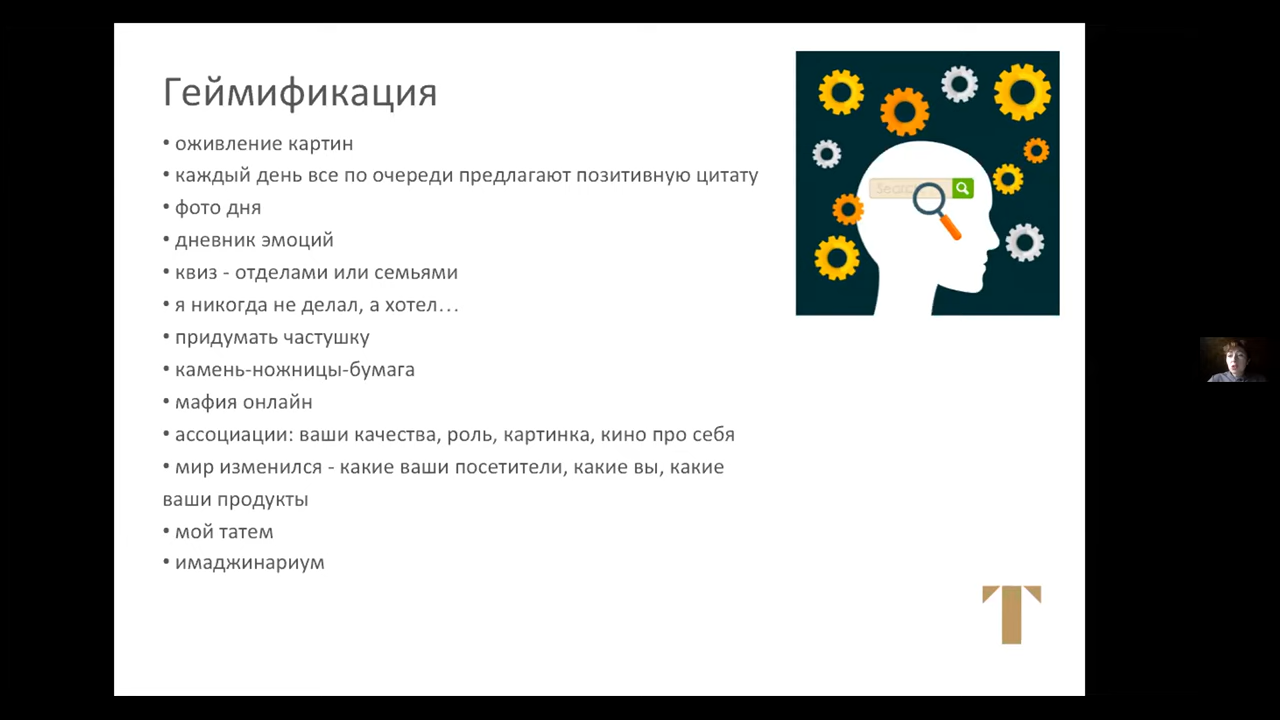 Геймификация
• оживление картин
• каждый день все по очереди предлагают позитивную цитату
• фото дня
• дневник эмоций
• квиз - отделами или семьями
• я никогда не делал, а хотел…
• придумать частушку
• камень-ножницы-бумага
• мафия онлайн
• ассоциации: ваши качества, роль, картинка, кино про себя
• мир изменился - какие ваши посетители, какие вы, какие
ваши продукты
• мой татем
• имаджинариум
Search
T